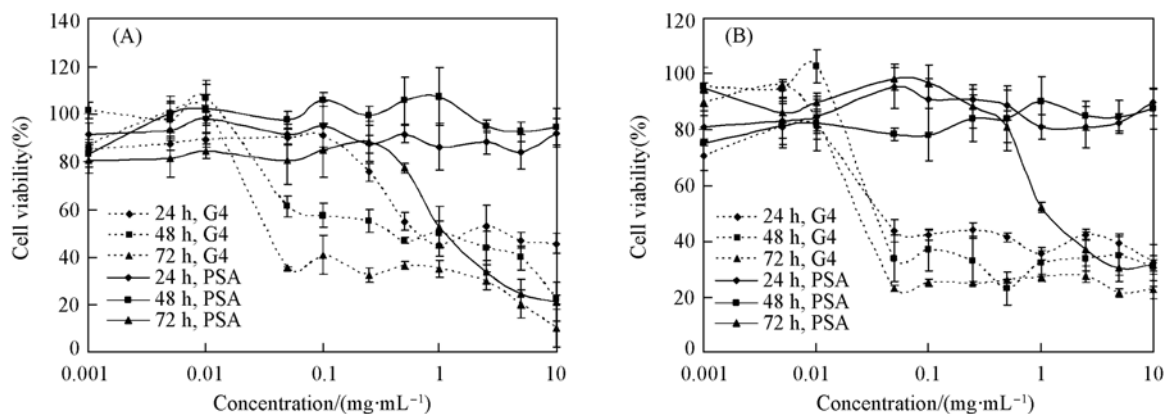 (A)
Cell viability(%)
140
120
100
80
60
40
20
0
24 h, G4
48 h, G4
72 h, G4
24 h, PSA
48 h, PSA
72 h, PSA
0.001 0.01 0.1 1 10
Concentration/(mg·mL⁻¹)
(B)
Cell viability(%)
120
100
80
60
40
20
0
24 h, G4
48 h, G4
72 h, G4
24 h, PSA
48 h, PSA
72 h, PSA
0.001 0.01 0.1 1 10
Concentration/(mg·mL⁻¹)